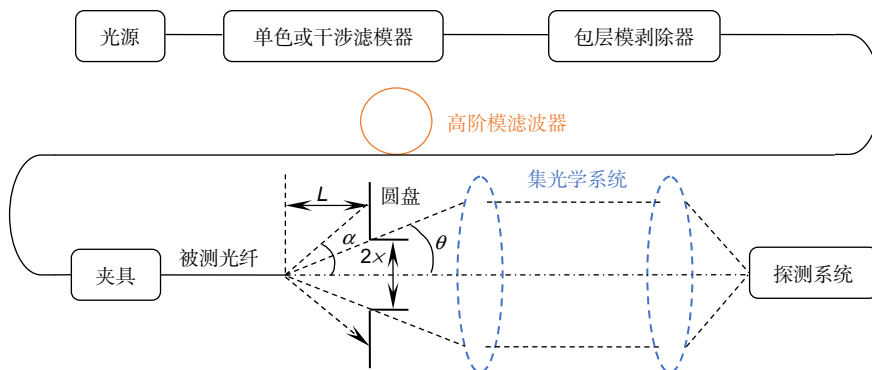 光源
单色或干涉滤模器
包层模剥除器
高阶模滤波器
集光学系统
L
圆盘
被测光纤
α
θ
2×
夹具
探测系统